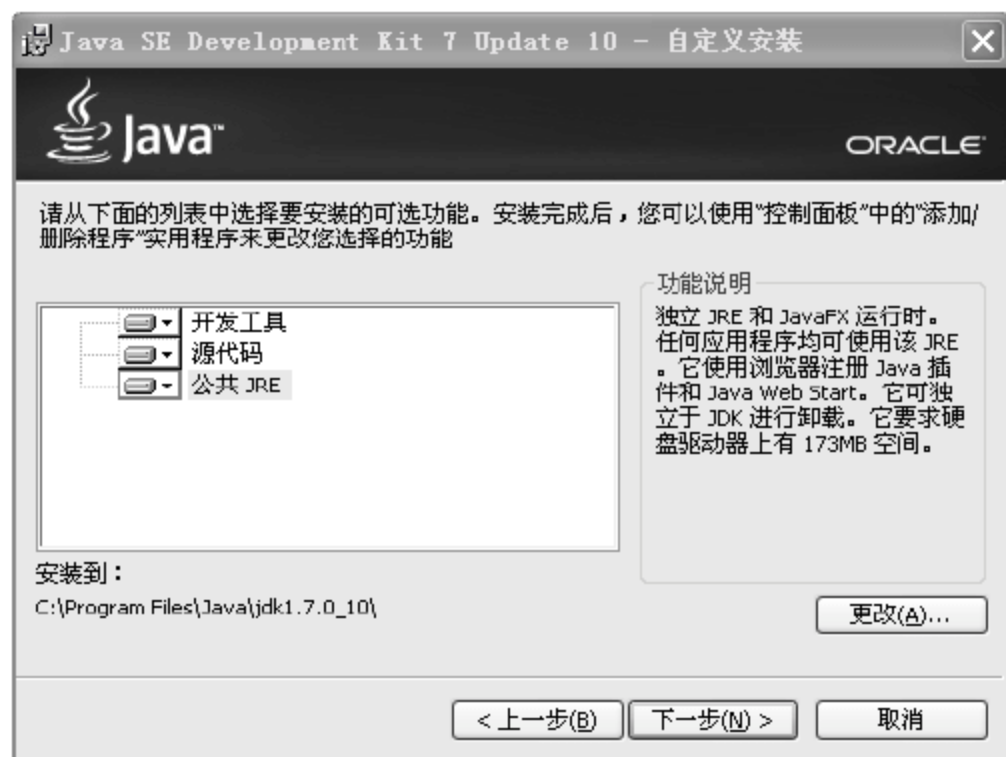 Java SE Development Kit 7 Update 10 - 自定义安装
Java™
ORACLE
请从下面的列表中选择要安装的可选功能。安装完成后，您可以使用"控制面板"中的"添加/
删除程序"实用程序来更改您选择的功能
开发工具
源代码
公共 JRE
功能说明
独立 JRE 和 JavaFX 运行时。
任何应用程序均可使用该 JRE
。它使用浏览器注册 Java 插
件和 Java Web Start。它可独
立于 JDK 进行卸载。它要求硬
盘驱动器上有 173MB 空间。
安装到：
C:\Program Files\Java\jdk1.7.0_10\
更改(A)...
< 上一步(B)
下一步(N) >
取消